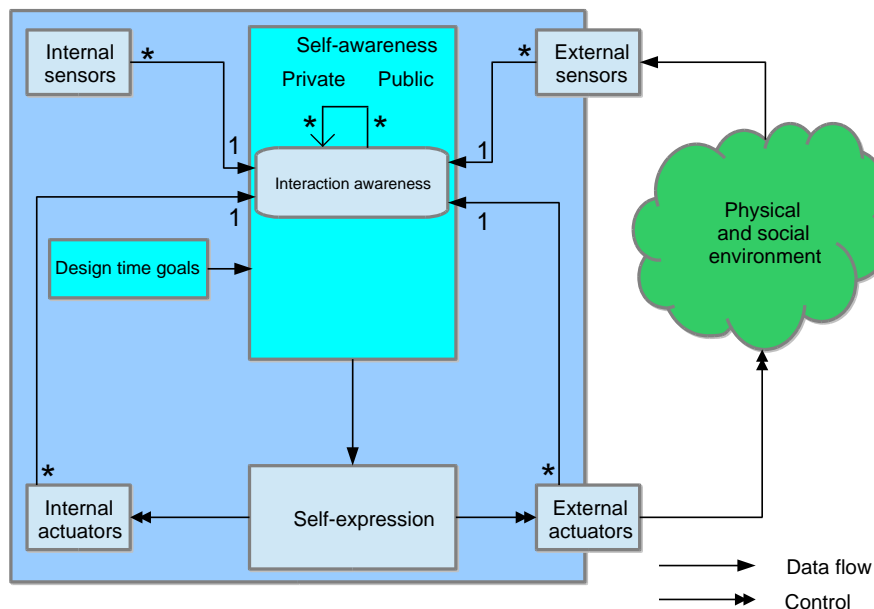 Internal
sensors
*
Self-awareness
Private Public
*
External
sensors
* *
1
1
Interaction awareness
1
1
Design time goals
Physical
and social
environment
*
*
Internal
actuators
Self-expression
External
actuators
Data flow
Control